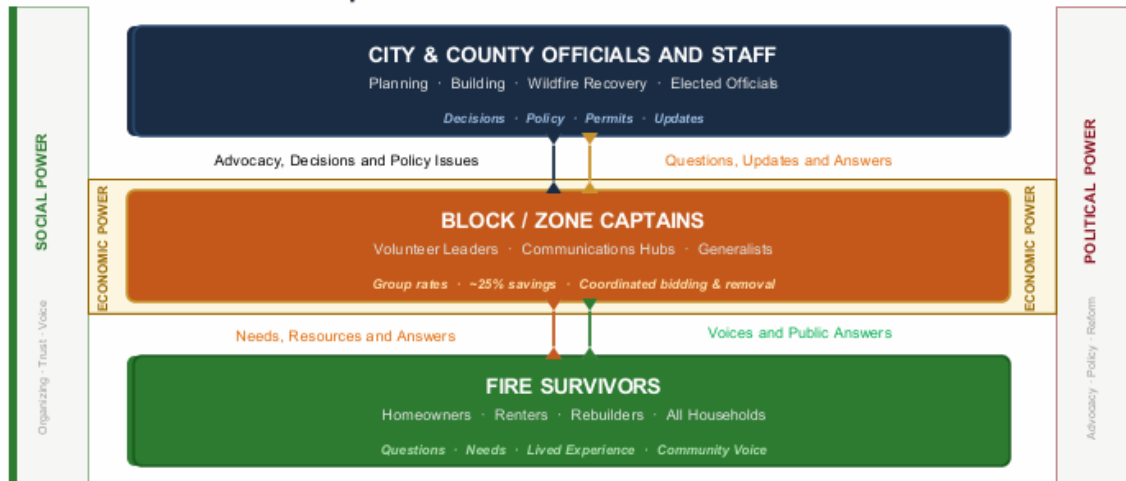 CITY & COUNTY OFFICIALS AND STAFF
Planning · Building · Wildfire Recovery · Elected Officials
Decisions · Policy · Permits · Updates
Advocacy, Decisions and Policy Issues
Questions, Updates and Answers
SOCIAL POWER
Organizing · Trust · Voice
ECONOMIC POWER
BLOCK / ZONE CAPTAINS
Volunteer Leaders · Communications Hubs · Generalists
Group rates · ~25% savings · Coordinated bidding & removal
ECONOMIC POWER
POLITICAL POWER
Advocacy · Policy · Reform
Needs, Resources and Answers
Voices and Public Answers
FIRE SURVIVORS
Homeowners · Renters · Rebuilders · All Households
Questions · Needs · Lived Experience · Community Voice